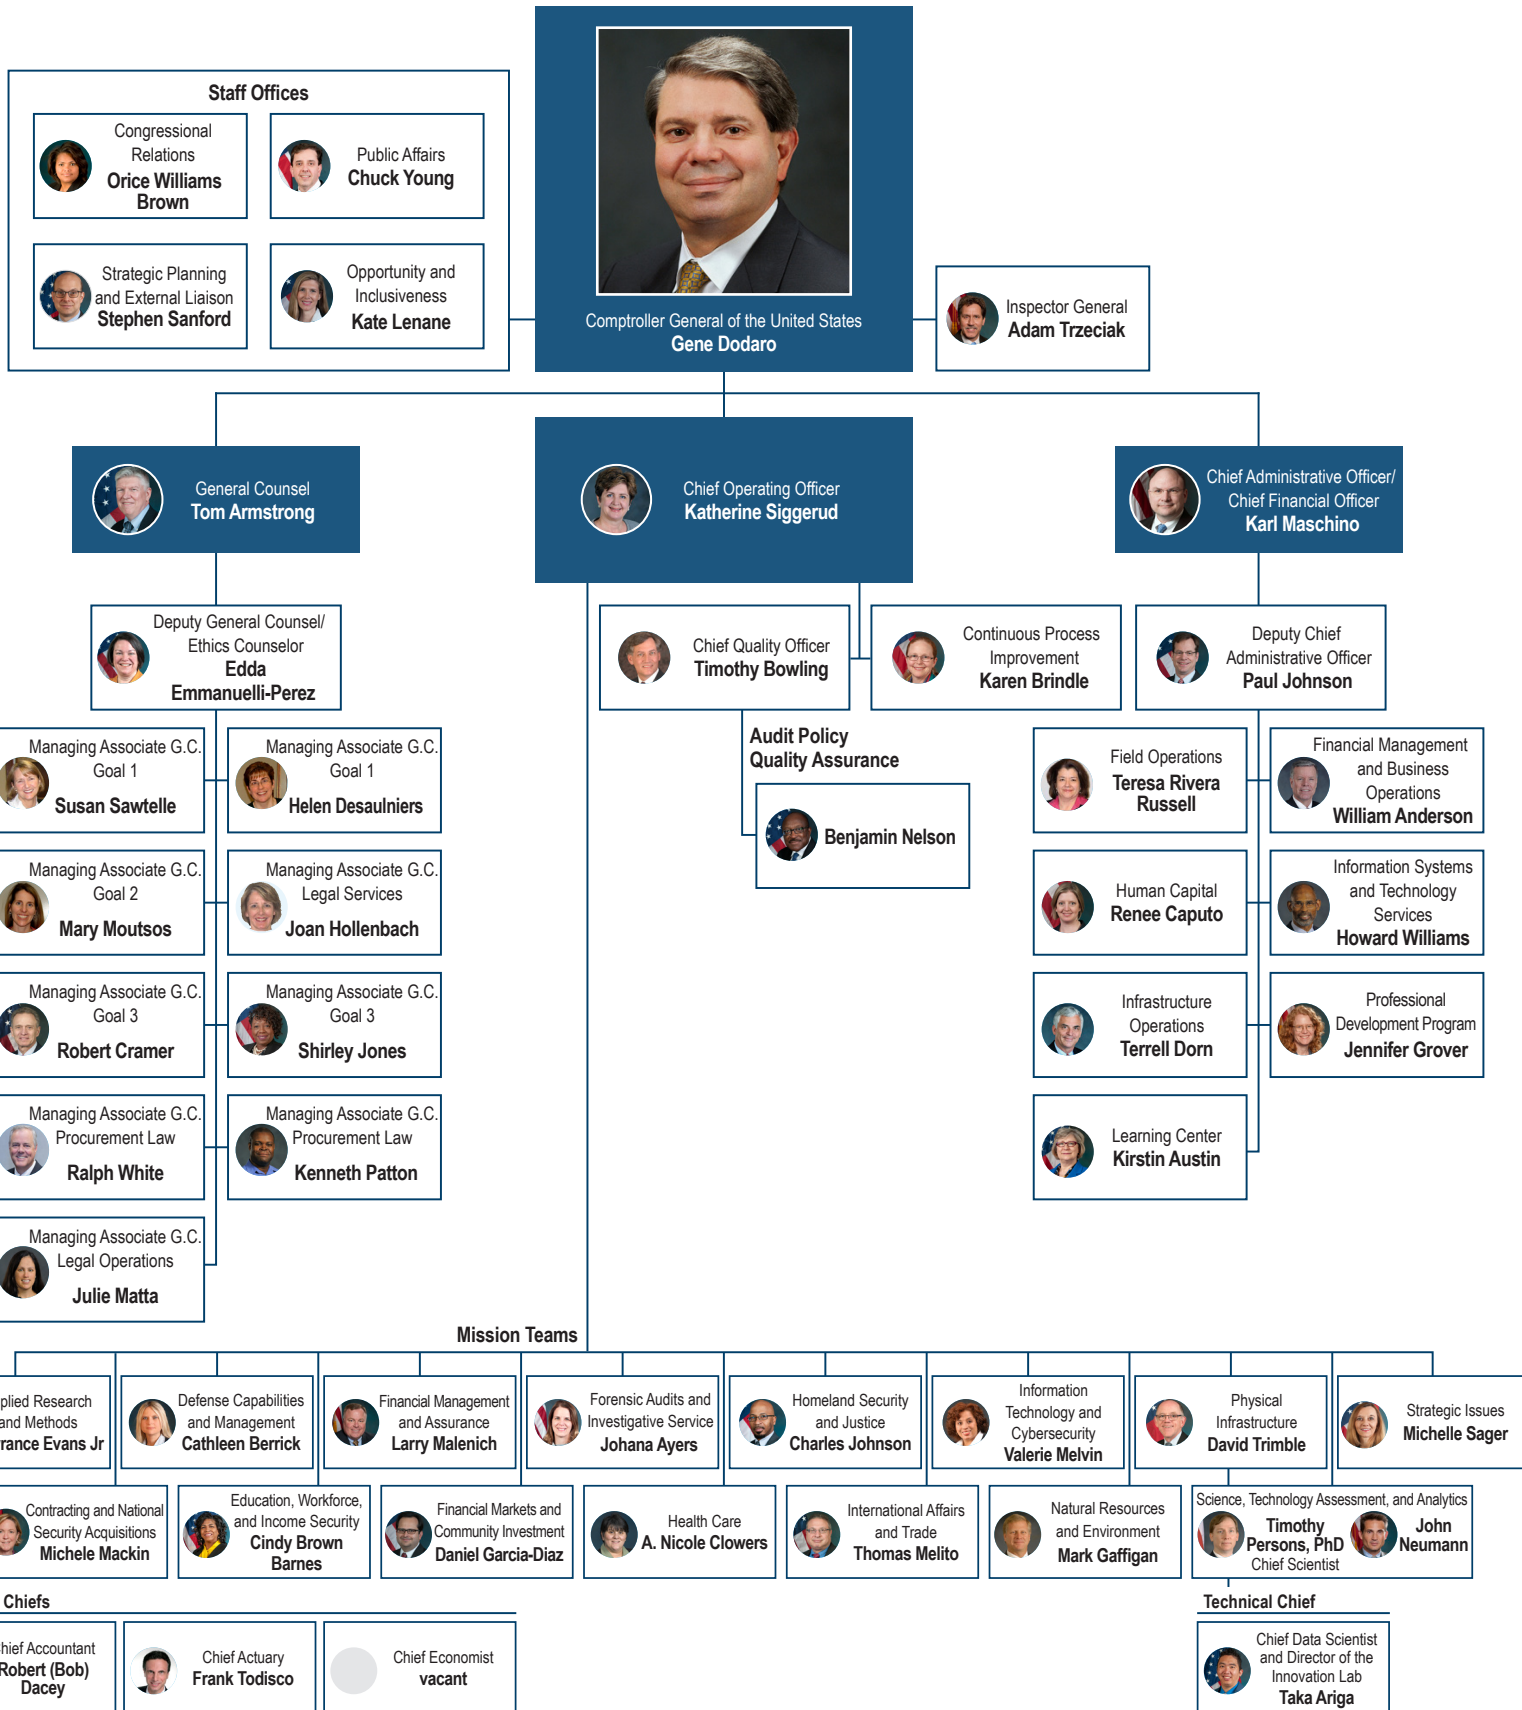 Staff Offices
Congressional
Relations
Orice Williams
Brown
Public Affairs
Chuck Young
Strategic Planning
and External Liaison
Stephen Sanford
Opportunity and
Inclusiveness
Kate Lenane
Comptroller General of the United States
Gene Dodaro
Inspector General
Adam Trzeciak
General Counsel
Tom Armstrong
Chief Operating Officer
Katherine Siggerud
Chief Administrative Officer/
Chief Financial Officer
Karl Maschino
Deputy General Counsel/
Ethics Counselor
Edda
Emmanuelli-Perez
Chief Quality Officer
Timothy Bowling
Continuous Process
Improvement
Karen Brindle
Deputy Chief
Administrative Officer
Paul Johnson
Managing Associate G.C.
Goal 1
Susan Sawtelle
Managing Associate G.C.
Goal 1
Helen Desaulniers
Managing Associate G.C.
Goal 2
Mary Moutsos
Managing Associate G.C.
Legal Services
Joan Hollenbach
Managing Associate G.C.
Goal 3
Robert Cramer
Managing Associate G.C.
Goal 3
Shirley Jones
Managing Associate G.C.
Procurement Law
Ralph White
Managing Associate G.C.
Procurement Law
Kenneth Patton
Managing Associate G.C.
Legal Operations
Julie Matta
Audit Policy
Quality Assurance
Benjamin Nelson
Field Operations
Teresa Rivera
Russell
Financial Management
and Business
Operations
William Anderson
Human Capital
Renee Caputo
Information Systems
and Technology
Services
Howard Williams
Infrastructure
Operations
Terrell Dorn
Professional
Development Program
Jennifer Grover
Learning Center
Kirstin Austin
Mission Teams
plied Research
and Methods
rance Evans Jr
Defense Capabilities
and Management
Cathleen Berrick
Financial Management
and Assurance
Larry Malenich
Forensic Audits and
Investigative Service
Johana Ayers
Homeland Security
and Justice
Charles Johnson
Information
Technology and
Cybersecurity
Valerie Melvin
Physical
Infrastructure
David Trimble
Strategic Issues
Michelle Sager
Contracting and National
Security Acquisitions
Michele Mackin
Education, Workforce,
and Income Security
Cindy Brown
Barnes
Financial Markets and
Community Investment
Daniel Garcia-Diaz
Health Care
A. Nicole Clowers
International Affairs
and Trade
Thomas Melito
Natural Resources
and Environment
Mark Gaffigan
Science, Technology Assessment, and Analytics
Timothy
Persons, PhD
Chief Scientist
John
Neumann
Chiefs
hief Accountant
Robert (Bob)
Dacey
Chief Actuary
Frank Todisco
Chief Economist
vacant
Technical Chief
Chief Data Scientist
and Director of the
Innovation Lab
Taka Ariga